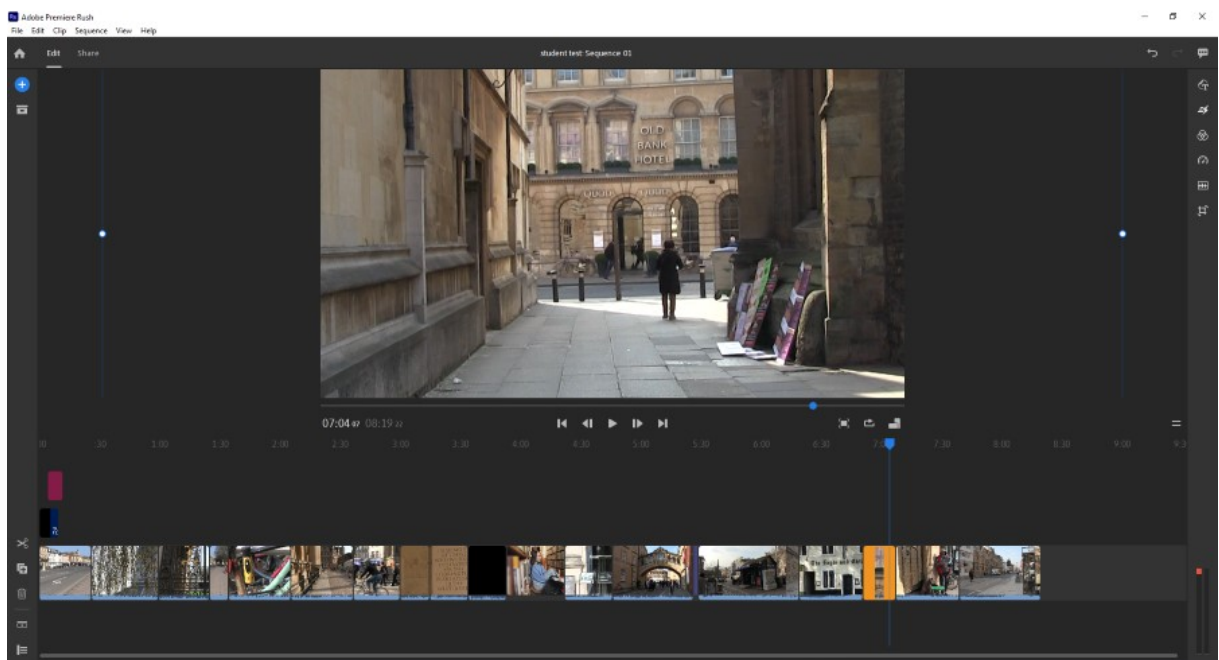 Adobe Premiere Rush
File Edit Clip Sequence View Help
Edit Share
student test: Sequence 01
OLD
BANK
HOTEL
QUOD
07:04 07 08:19 22
:30 1:00 1:30 2:00 2:30 3:00 3:30 4:00 4:30 5:00 5:30 6:00 6:30 7:30 8:00 8:30 9:00